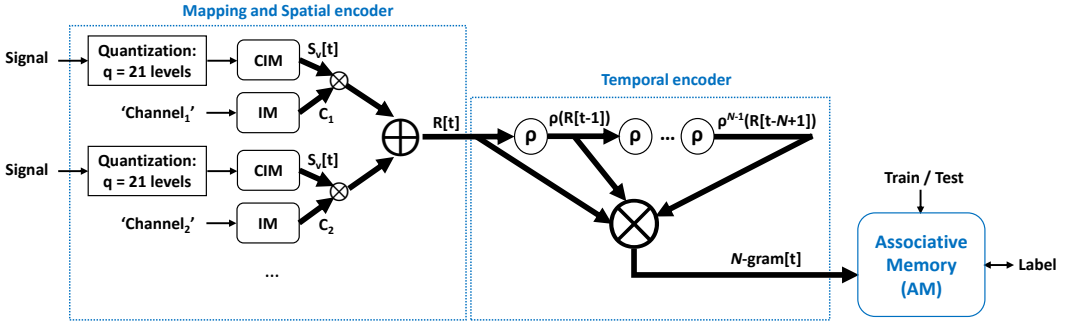 Mapping and Spatial encoder
Signal
Quantization:
q = 21 levels
CIM
Sv[t]
'Channel1'
IM
C1
Signal
Quantization:
q = 21 levels
CIM
Sv[t]
'Channel2'
IM
C2
...
R[t]
Temporal encoder
ρ
ρ(R[t-1])
ρ
...
ρ
ρN-1(R[t-N+1])
N-gram[t]
Train / Test
Associative
Memory
(AM)
Label